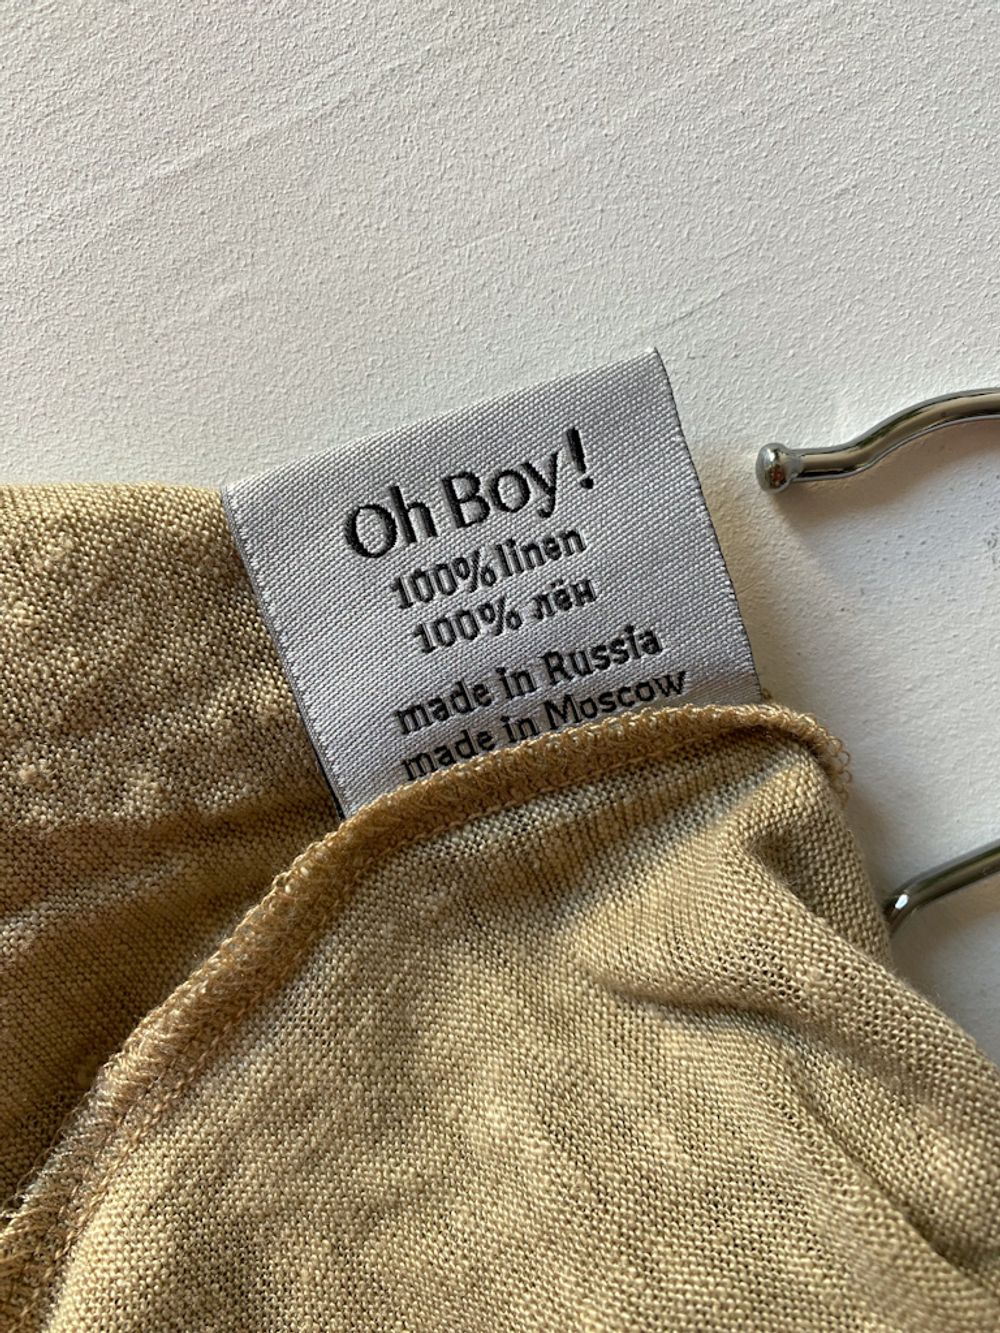 Oh Boy!
100% linen
100% лён
made in Russia
made in Moscow